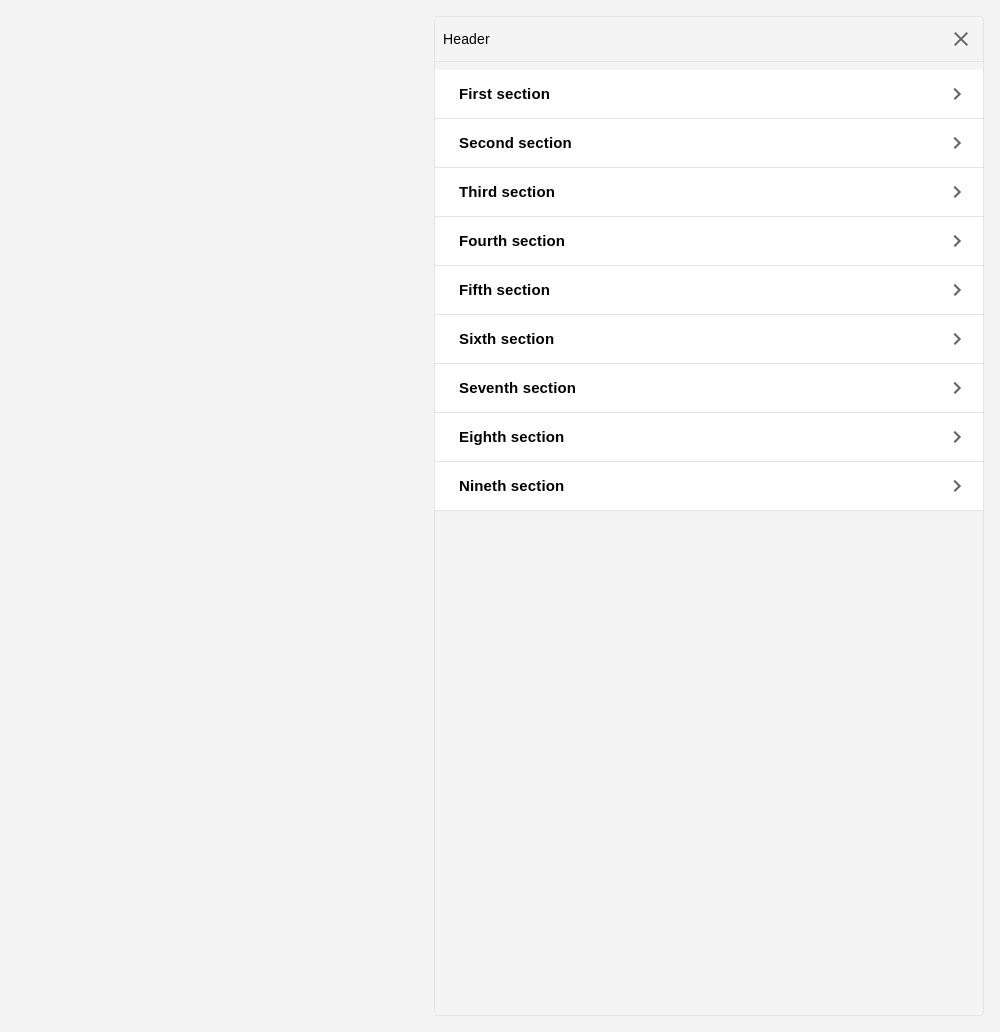 Header
First section
Second section
Third section
Fourth section
Fifth section
Sixth section
Seventh section
Eighth section
Nineth section